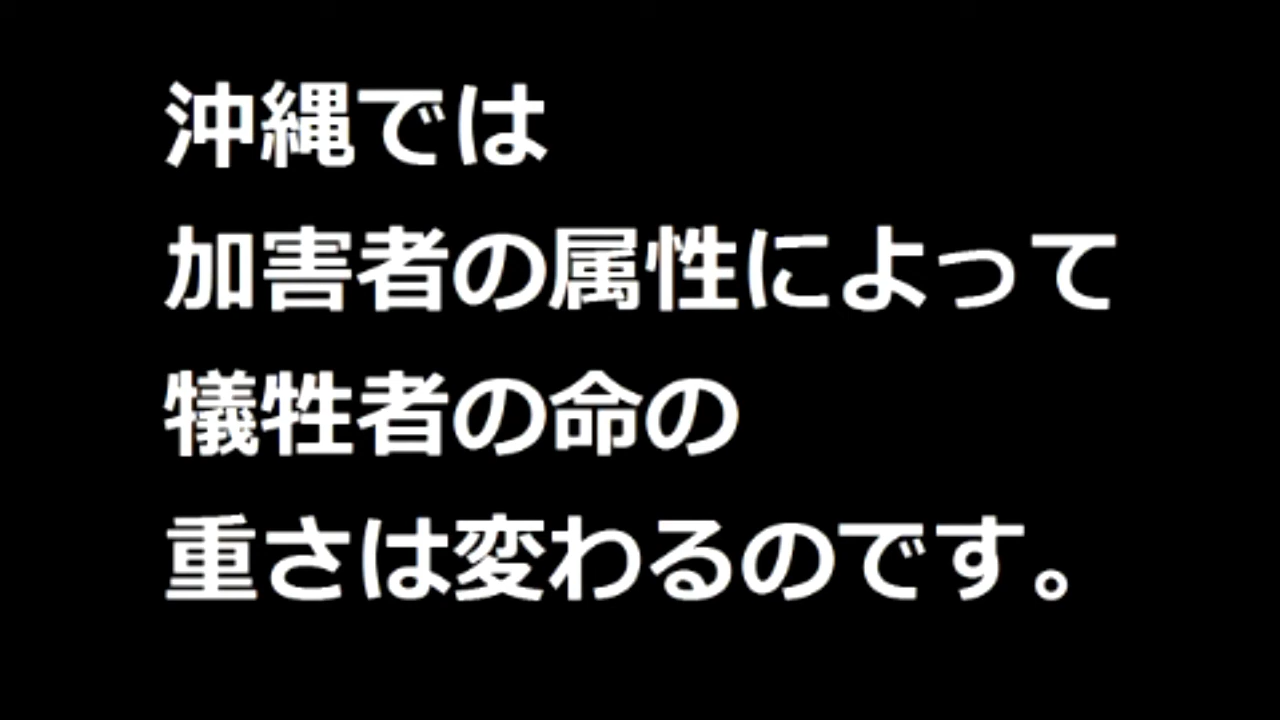 沖縄では
加害者の属性によって
犠牲者の命の
重さは変わるのです。